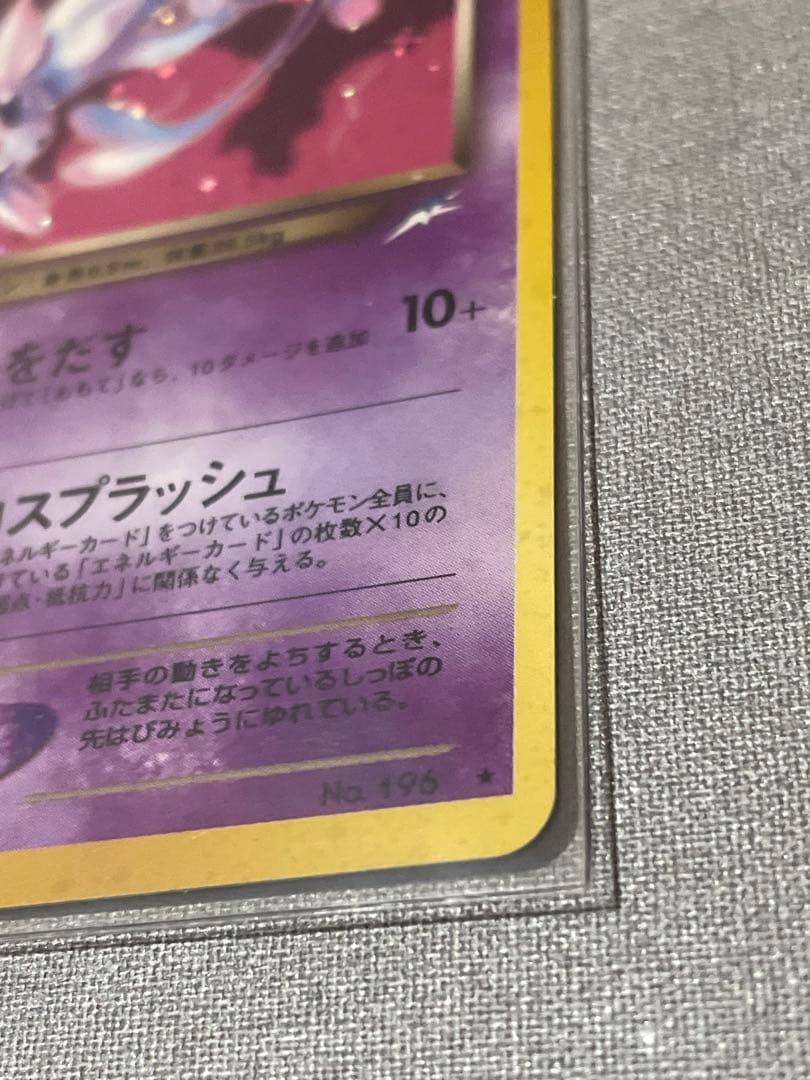 をだす 10+
なら、10ダメージを追加
スプラッシュ
ネルギーカード」をつけているポケモン全員に、
けている「エネルギーカード」の枚数×10の
点・抵抗力」に関係なく与える。
相手の動きをよちするとき、
ふたまたになっているしっぽの
先はびみょうにゆれている。
No. 196 ★